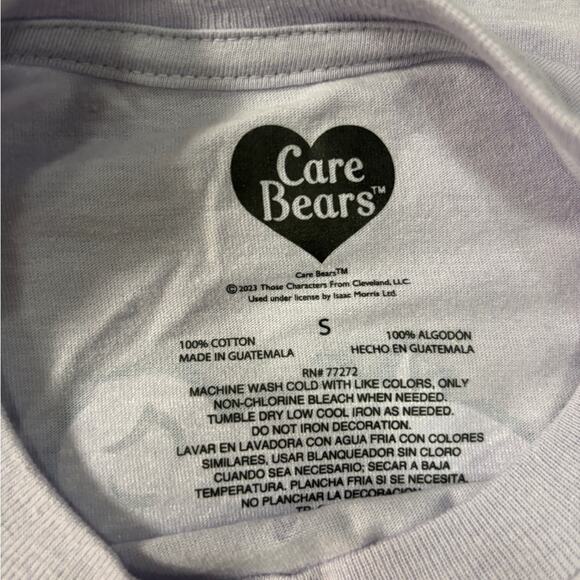 Care
Bears™
Care Bears™
©2023 Those Characters From Cleveland, LLC.
Used under license by Isaac Morris Ltd.
S
100% COTTON
MADE IN GUATEMALA
100% ALGODÓN
HECHO EN GUATEMALA
RN# 77272
MACHINE WASH COLD WITH LIKE COLORS, ONLY
NON-CHLORINE BLEACH WHEN NEEDED.
TUMBLE DRY LOW COOL IRON AS NEEDED.
DO NOT IRON DECORATION.
LAVAR EN LAVADORA CON AGUA FRIA CON COLORES
SIMILARES, USAR BLANQUEADOR SIN CLORO
CUANDO SEA NECESARIO; SECAR A BAJA
TEMPERATURA. PLANCHA FRIA SI SE NECESITA.
NO PLANCHAR LA DECORACION